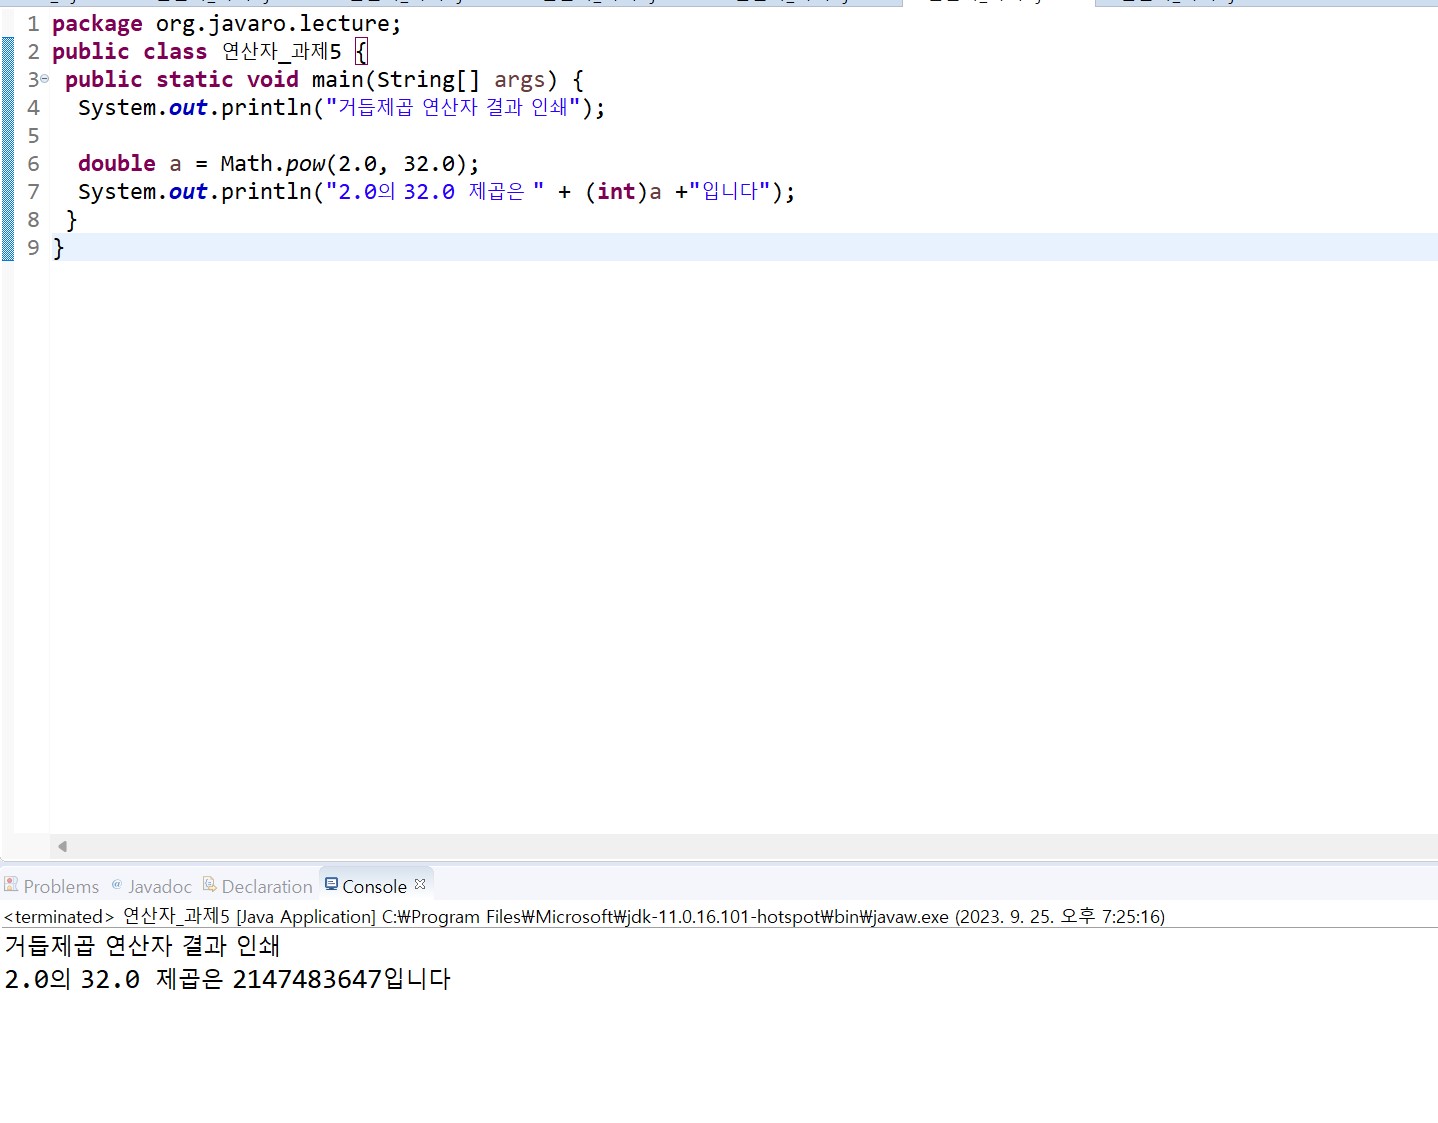 1 package org.javaro.lecture;
2 public class 연산자_과제5 {
3 public static void main(String[] args) {
4 System.out.println("거듭제곱 연산자 결과 인쇄");
5
6 double a = Math.pow(2.0, 32.0);
7 System.out.println("2.0의 32.0 제곱은 " + (int)a +"입니다");
8 }
9 }
Problems Javadoc Declaration Console
<terminated> 연산자_과제5 [Java Application] C:₩Program Files₩Microsoft₩jdk-11.0.16.101-hotspot₩bin₩javaw.exe (2023. 9. 25. 오후 7:25:16)
거듭제곱 연산자 결과 인쇄
2.0의 32.0 제곱은 2147483647입니다